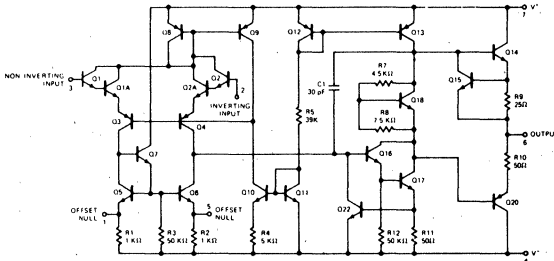 V+
7
Q8
Q9
Q12
Q13
Q14
NON INVERTING
INPUT
3
Q1
Q1A
Q2A
Q2
2
INVERTING
INPUT
C1
30 pF
R7
4.5 KΩ
Q15
Q18
R9
25Ω
R8
7.5 KΩ
OUTPUT
6
R5
39K
Q3
Q4
Q7
R10
50Ω
Q16
Q5
Q6
Q10
Q11
Q17
Q22
Q20
OFFSET
NULL
1
5
OFFSET
NULL
R1
1 KΩ
R3
50 KΩ
R2
1 KΩ
R4
5 KΩ
R12
50 KΩ
R11
50Ω
V-
4